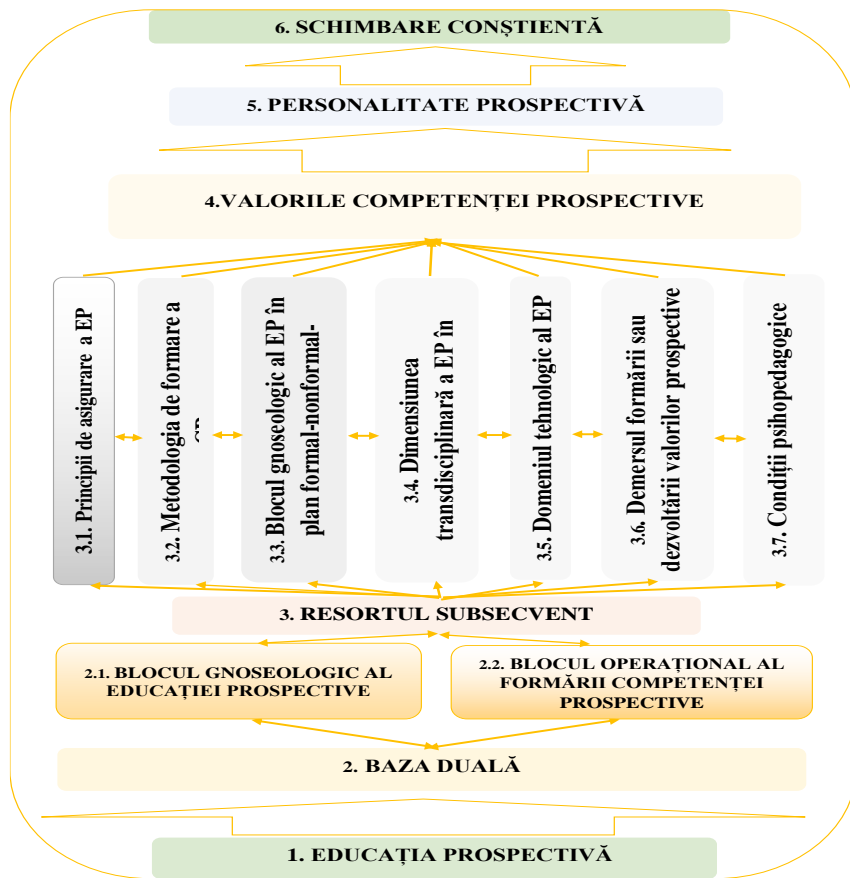 6. SCHIMBARE CONȘTIENTĂ
5. PERSONALITATE PROSPECTIVĂ
4.VALORILE COMPETENȚEI PROSPECTIVE
3.1. Principii de asigurare a EP
3.2. Metodologia de formare a
3.3. Blocul gnoseologic al EP în
plan formal-nonformal-
3.4. Dimensiunea
transdisciplinară a EP în
3.5. Domeniul tehnologic al EP
3.6. Demersul formării sau
dezvoltării valorilor prospective
3.7. Condiții psihopedagogice
3. RESORTUL SUBSECVENT
2.1. BLOCUL GNOSEOLOGIC AL
EDUCAȚIEI PROSPECTIVE
2.2. BLOCUL OPERAȚIONAL AL
FORMĂRII COMPETENȚEI
PROSPECTIVE
2. BAZA DUALĂ
1. EDUCAȚIA PROSPECTIVĂ